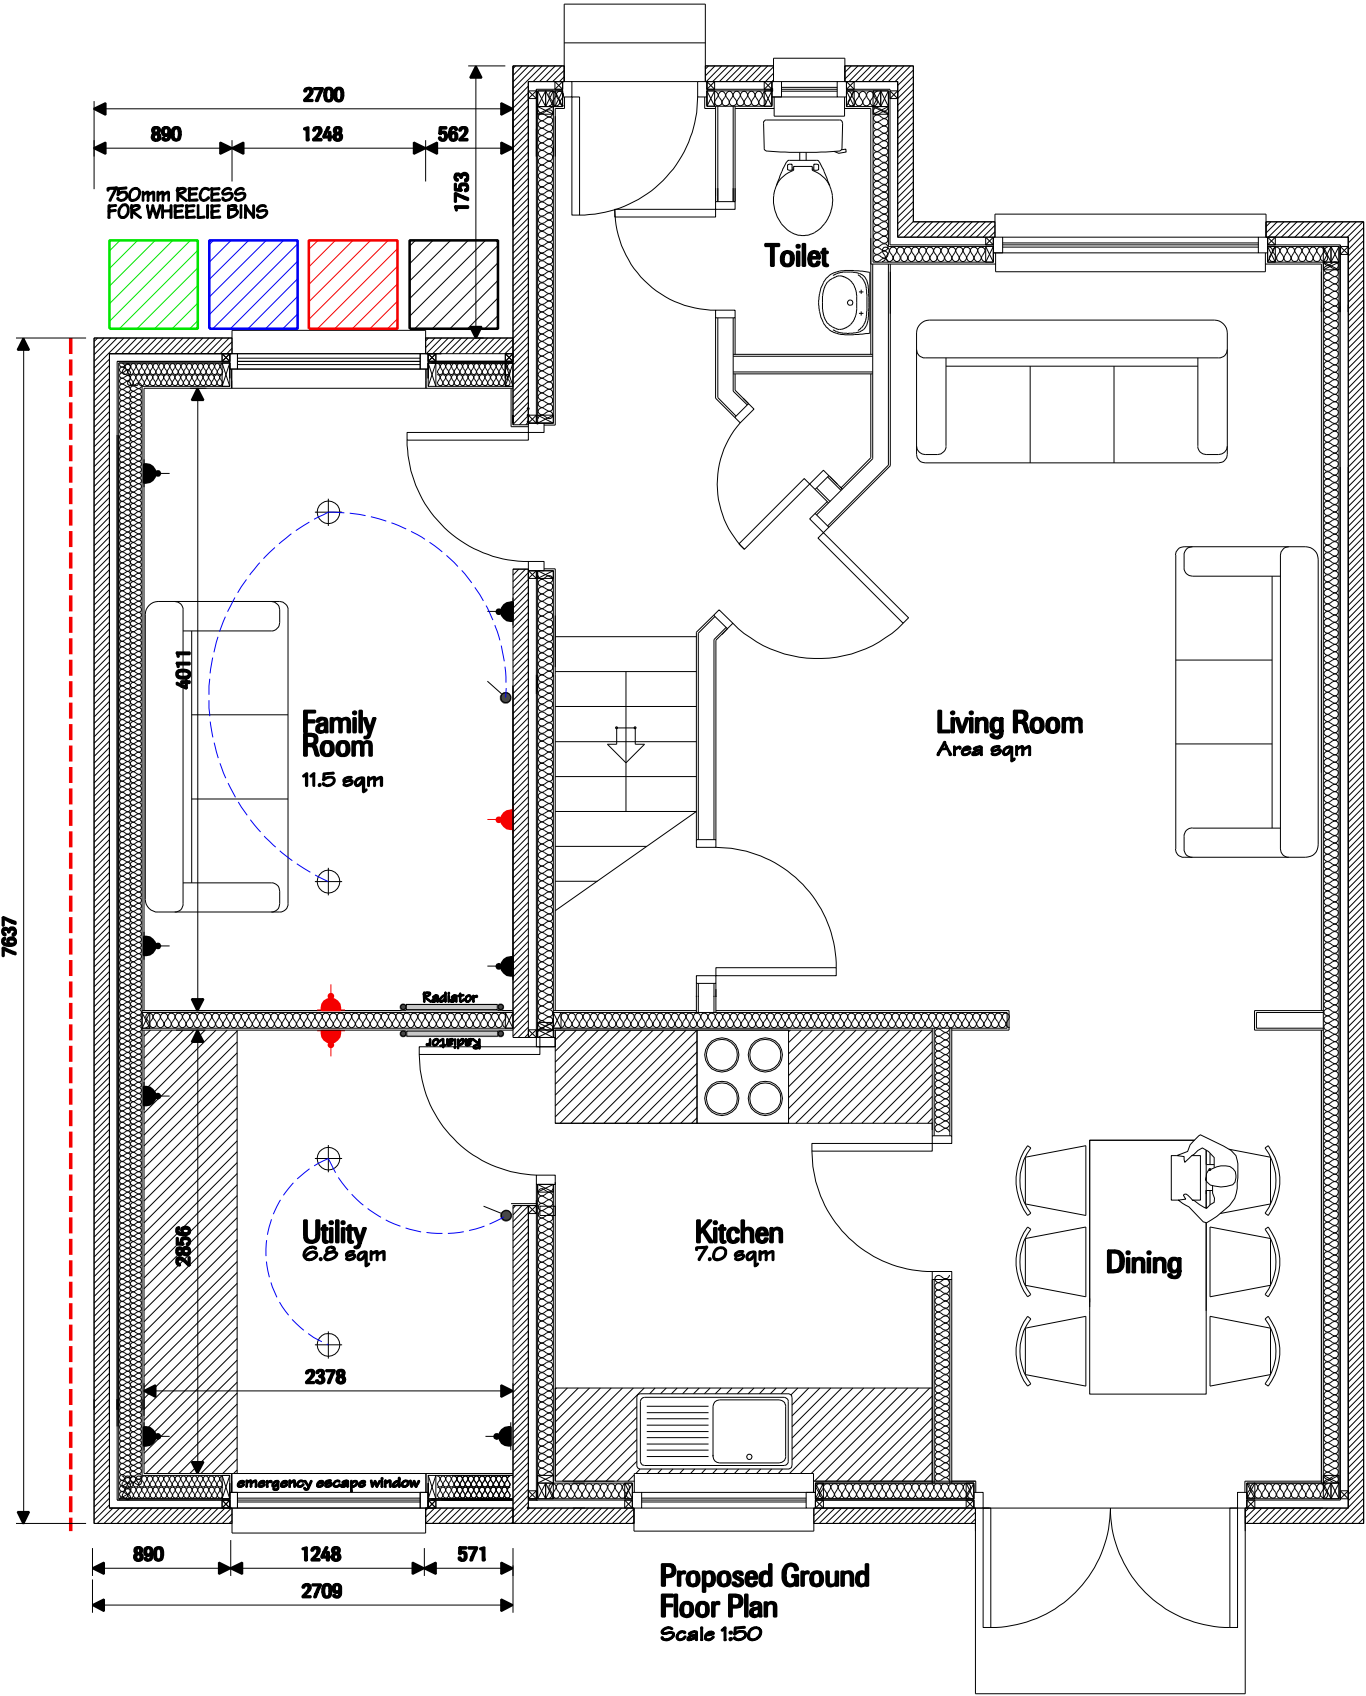 2700
890 1248 562
1753
750mm RECESS
FOR WHEELIE BINS
Toilet
4011
Family
Room
11.5 sqm
Living Room
Area sqm
7637
Radiator
Radiator
2856
Utility
6.8 sqm
Kitchen
7.0 sqm
Dining
2378
emergency escape window
890 1248 571
2709
Proposed Ground
Floor Plan
Scale 1:50